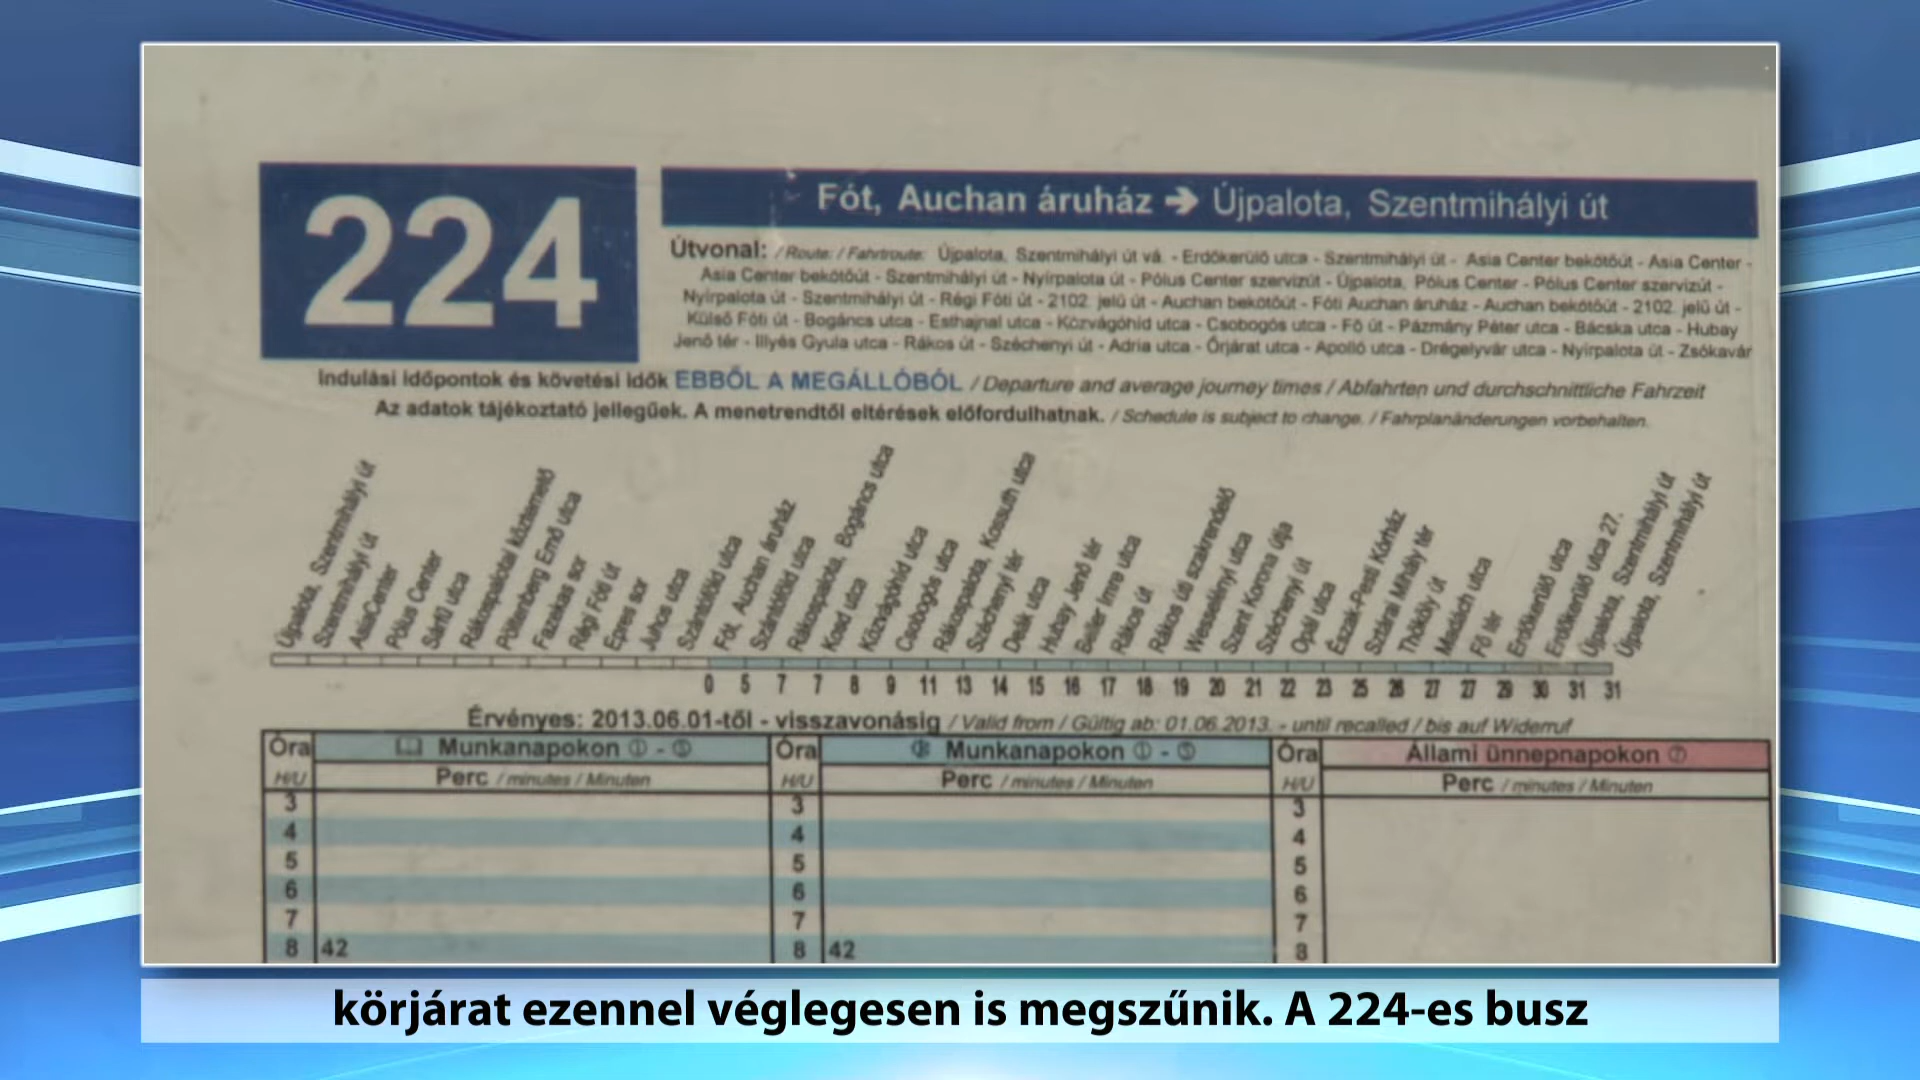 224
Fót, Auchan áruház ➔ Újpalota, Szentmihályi út
Útvonal: /Route: / Fahrtroute: Újpalota, Szentmihályi út vá. - Erdőkerülő utca - Szentmihályi út - Asia Center bekötőút - Asia Center -
Asia Center bekötőút - Szentmihályi út - Nyírpalota út - Pólus Center szervizút - Újpalota, Pólus Center - Pólus Center szervizút -
Nyírpalota út - Szentmihályi út - Régi Fóti út - 2102. jelű út - Auchan bekötőút - Fóti Auchan áruház - Auchan bekötőút - 2102. jelű út -
Külső Fóti út - Bogáncs utca - Esthajnal utca - Közvágóhíd utca - Csobogós utca - Fő út - Pázmány Péter utca - Bácska utca - Hubay
Jenő tér - Illyés Gyula utca - Rákos út - Széchenyi út - Adria utca - Őrjárat utca - Apolló utca - Drégelyvár utca - Nyírpalota út - Zsókavár
Indulási időpontok és követési idők EBBŐL A MEGÁLLÓBÓL / Departure and average journey times / Abfahrten und durchschnittliche Fahrzeit
Az adatok tájékoztató jellegűek. A menetrendtől eltérések előfordulhatnak. / Schedule is subject to change. / Fahrplanänderungen vorbehalten.
Újpalota, Szentmihályi út
Szentmihályi út
AsiaCenter
Pólus Center
Sárfű utca
Rákospalotai köztemető
Pöltenberg Ernő utca
Fazekas sor
Régi Fóti út
Epres sor
Juhos utca
Szántóföld utca
Fót, Auchan áruház
Szántóföld utca
Rákospalota, Bogáncs utca
Kosd utca
Közvágóhíd utca
Csobogós utca
Rákospalota, Kossuth utca
Széchenyi tér
Deák utca
Hubay Jenő tér
Beller Imre utca
Rákos út
Rákos úti szakrendelő
Wesselényi utca
Szent Korona útja
Széchenyi út
Opál utca
Észak-Pesti Kórház
Sztárai Mihály tér
Thököly út
Madách utca
Fő tér
Erdőkerülő utca
Erdőkerülő utca 27.
Újpalota, Szentmihályi út
Újpalota, Szentmihályi út
0 5 7 7 8 9 11 13 14 15 16 17 18 19 20 21 22 23 25 26 27 27 29 30 31 31
Érvényes: 2013.06.01-től - visszavonásig / Valid from / Gültig ab: 01.06.2013. - until recalled / bis auf Widerruf
Óra Munkanapokon ① - ⑤ Óra Munkanapokon ① - ⑤ Óra Állami ünnepnapokon ⑦
H/U Perc / minutes / Minuten H/U Perc / minutes / Minuten H/U Perc / minutes / Minuten
3 3 3
4 4 4
5 5 5
6 6 6
7 7 7
8 42 8 42 8
körjárat ezennel véglegesen is megszűnik. A 224-es busz